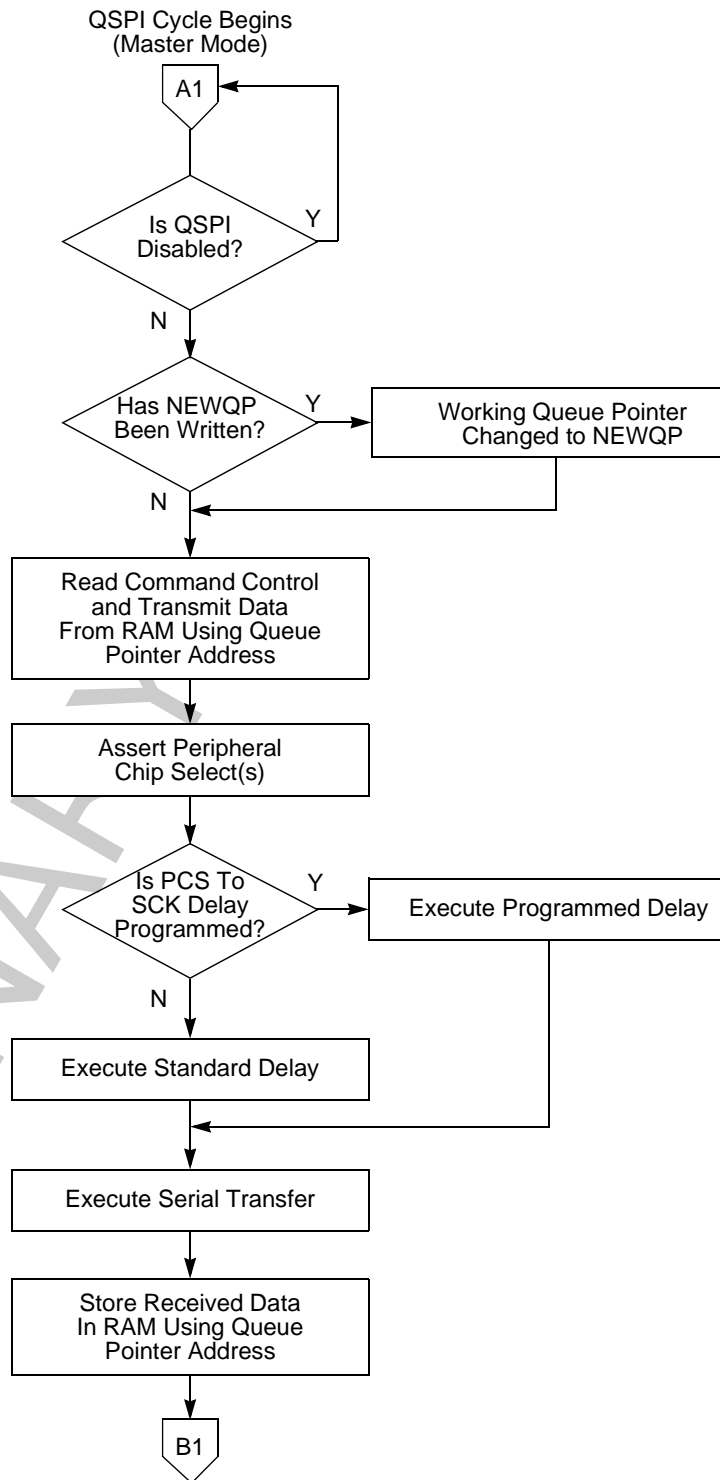 QSPI Cycle Begins
(Master Mode)
A1
Is QSPI
Disabled?
Y
N
Has NEWQP
Been Written?
Y
Working Queue Pointer
Changed to NEWQP
N
Read Command Control
and Transmit Data
From RAM Using Queue
Pointer Address
Assert Peripheral
Chip Select(s)
Is PCS To
SCK Delay
Programmed?
Y
Execute Programmed Delay
N
Execute Standard Delay
Execute Serial Transfer
Store Received Data
In RAM Using Queue
Pointer Address
B1